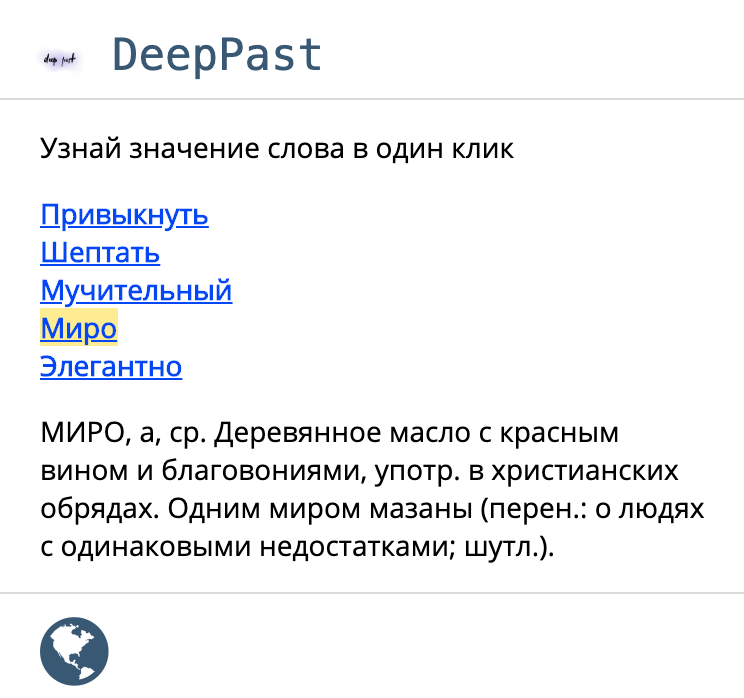 deep past
DeepPast
Узнай значение слова в один клик
Привыкнуть
Шептать
Мучительный
Миро
Элегантно
МИРО, а, ср. Деревянное масло с красным
вином и благовониями, употр. в христианских
обрядах. Одним миром мазаны (перен.: о людях
с одинаковыми недостатками; шутл.).